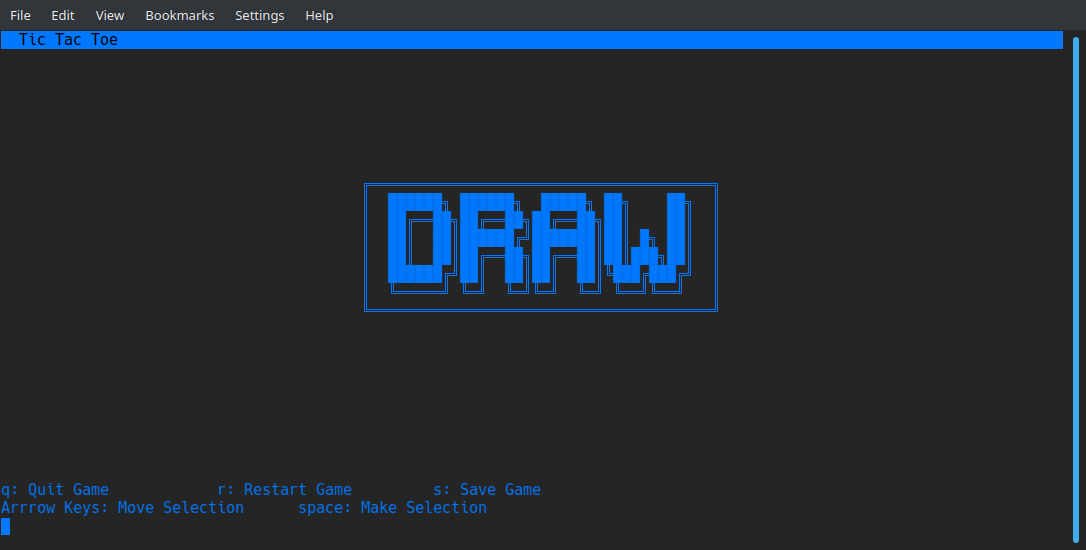 File Edit View Bookmarks Settings Help
Tic Tac Toe
DRAW
q: Quit Game r: Restart Game s: Save Game
Arrrow Keys: Move Selection space: Make Selection